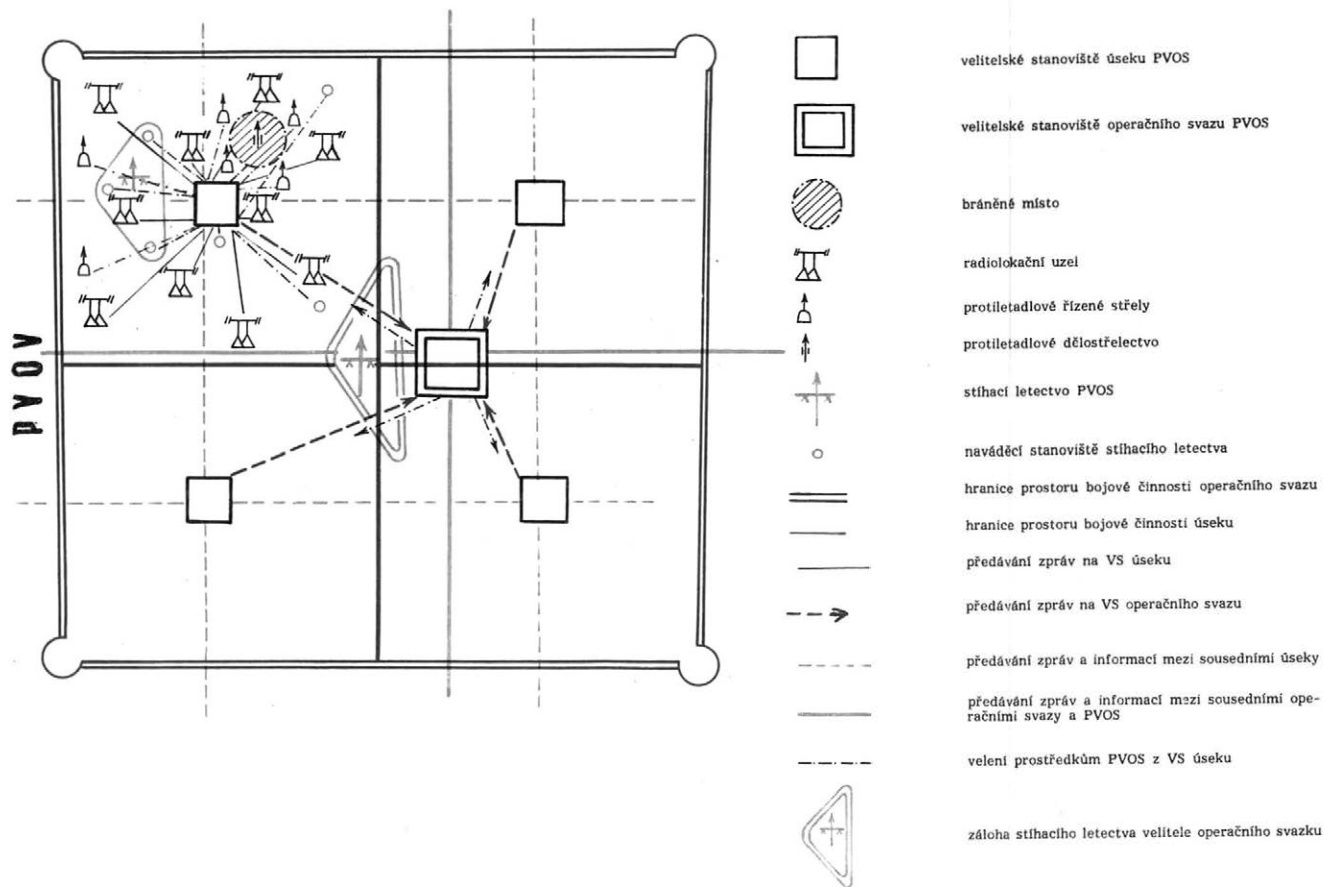 PVOV
velitelské stanoviště úseku PVOS
velitelské stanoviště operačního svazu PVOS
bráněné místo
radiolokační uzel
protiletadlové řízené střely
protiletadlové dělostřelectvo
stíhací letectvo PVOS
naváděcí stanoviště stíhacího letectva
hranice prostoru bojové činnosti operačního svazu
hranice prostoru bojové činnosti úseku
předávání zpráv na VS úseku
předávání zpráv na VS operačního svazu
předávání zpráv a informací mezi sousedními úseky
předávání zpráv a informací mezi sousedními ope-
račními svazy a PVOS
velení prostředkům PVOS z VS úseku
záloha stíhacího letectva velitele operačního svazku